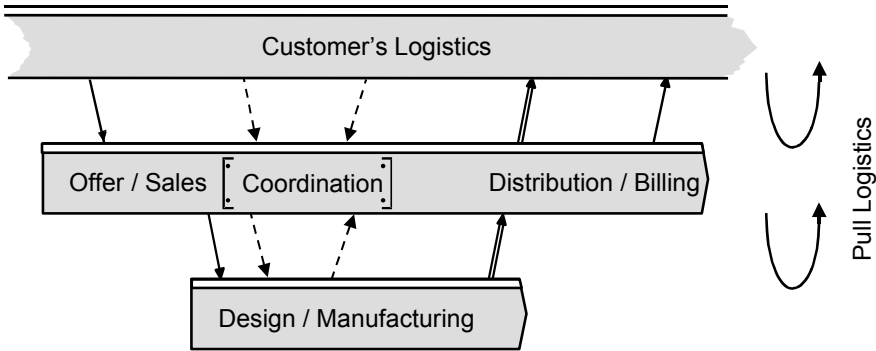 Customer’s Logistics
Offer / Sales
Coordination
Distribution / Billing
Design / Manufacturing
Pull Logistics